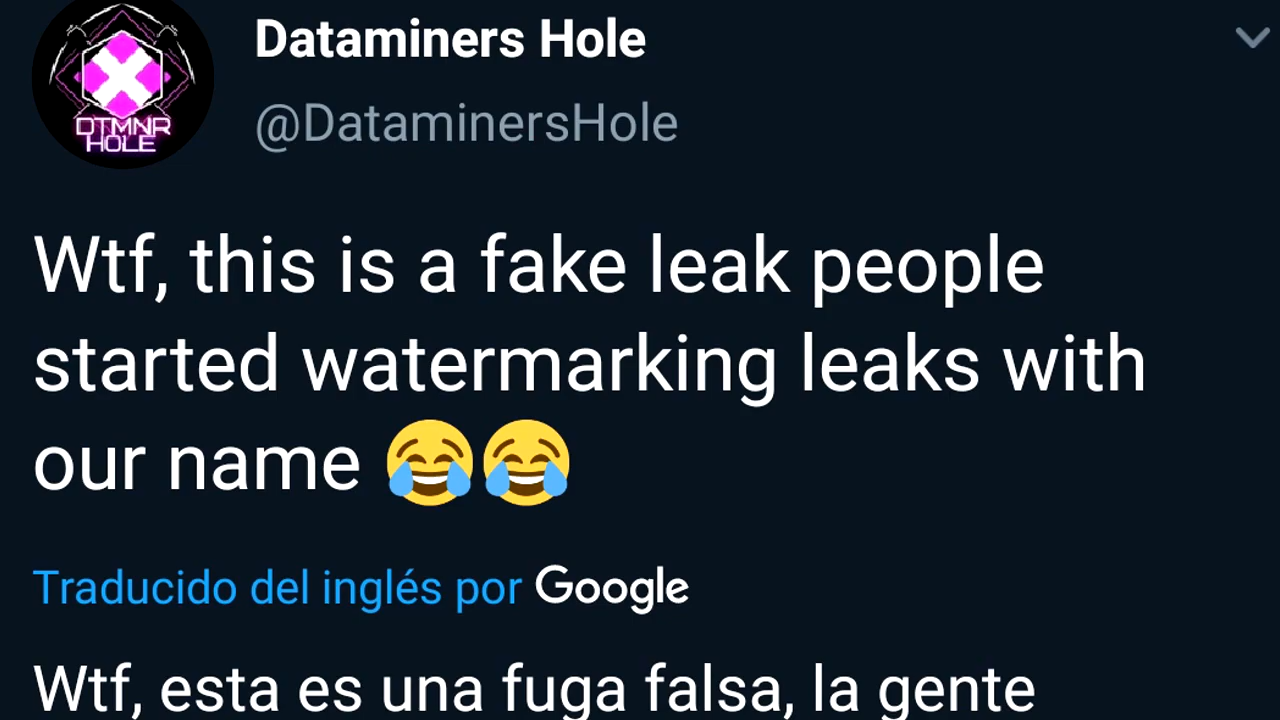 Dataminers Hole
@DataminersHole
DTMNR
HOLE
Wtf, this is a fake leak people
started watermarking leaks with
our name 😂😂
Traducido del inglés por Google
Wtf, esta es una fuga falsa, la gente